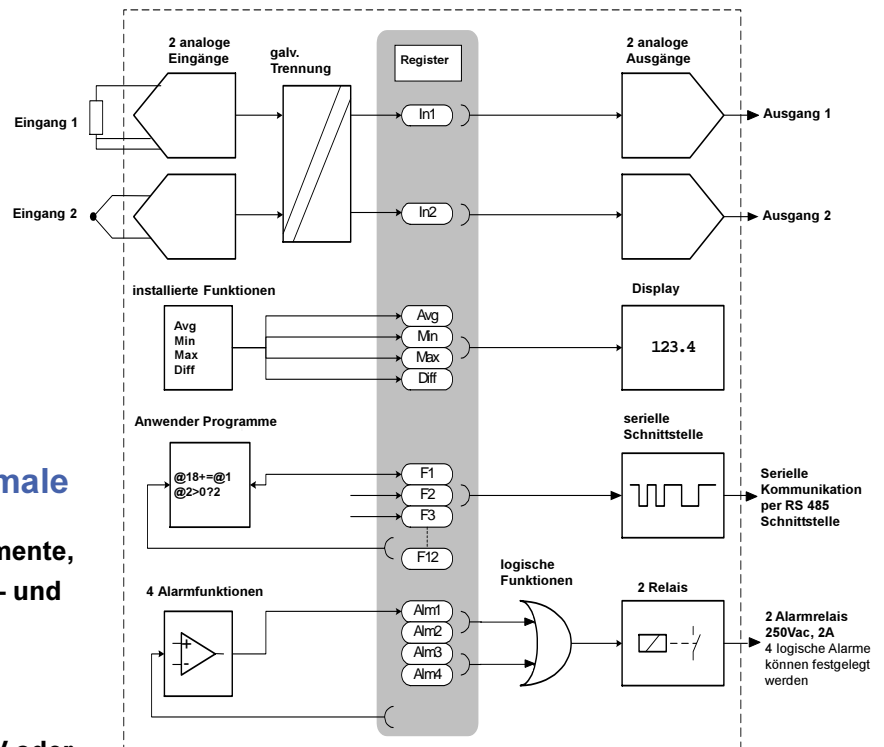 2 analoge
Eingänge
galv.
Trennung
Register
2 analoge
Ausgänge
Eingang 1
In1
Ausgang 1
Eingang 2
In2
Ausgang 2
installierte Funktionen
Display
Avg
Min
Max
Diff
Avg
Min
Max
Diff
123.4
Anwender Programme
serielle
Schnittstelle
@18+=@1
@2>0?2
F1
F2
F3
F12
Serielle
Kommunikation
per RS 485
Schnittstelle
male
mente,
- und
4 Alarmfunktionen
logische
Funktionen
2 Relais
+
-
Alm1
Alm2
Alm3
Alm4
2 Alarmrelais
250Vac, 2A
4 logische Alarme
können festgelegt
werden
V oder